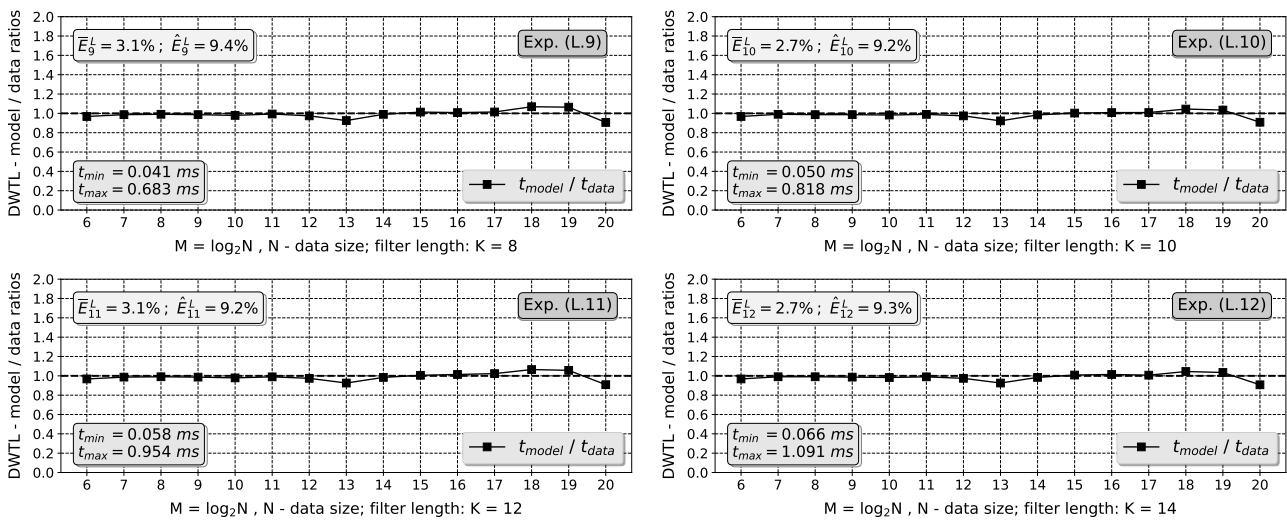 DWTL - model / data ratios
2.0
1.8
1.6
1.4
1.2
1.0
0.8
0.6
0.4
0.2
0.0
E̅₉ᴸ = 3.1% ; Ê₉ᴸ = 9.4%
Exp. (L.9)
t_min = 0.041 ms
t_max = 0.683 ms
t_model / t_data
6 7 8 9 10 11 12 13 14 15 16 17 18 19 20
M = log₂N , N - data size; filter length: K = 8
DWTL - model / data ratios
2.0
1.8
1.6
1.4
1.2
1.0
0.8
0.6
0.4
0.2
0.0
E̅₁₀ᴸ = 2.7% ; Ê₁₀ᴸ = 9.2%
Exp. (L.10)
t_min = 0.050 ms
t_max = 0.818 ms
t_model / t_data
6 7 8 9 10 11 12 13 14 15 16 17 18 19 20
M = log₂N , N - data size; filter length: K = 10
DWTL - model / data ratios
2.0
1.8
1.6
1.4
1.2
1.0
0.8
0.6
0.4
0.2
0.0
E̅₁₁ᴸ = 3.1% ; Ê₁₁ᴸ = 9.2%
Exp. (L.11)
t_min = 0.058 ms
t_max = 0.954 ms
t_model / t_data
6 7 8 9 10 11 12 13 14 15 16 17 18 19 20
M = log₂N , N - data size; filter length: K = 12
DWTL - model / data ratios
2.0
1.8
1.6
1.4
1.2
1.0
0.8
0.6
0.4
0.2
0.0
E̅₁₂ᴸ = 2.7% ; Ê₁₂ᴸ = 9.3%
Exp. (L.12)
t_min = 0.066 ms
t_max = 1.091 ms
t_model / t_data
6 7 8 9 10 11 12 13 14 15 16 17 18 19 20
M = log₂N , N - data size; filter length: K = 14